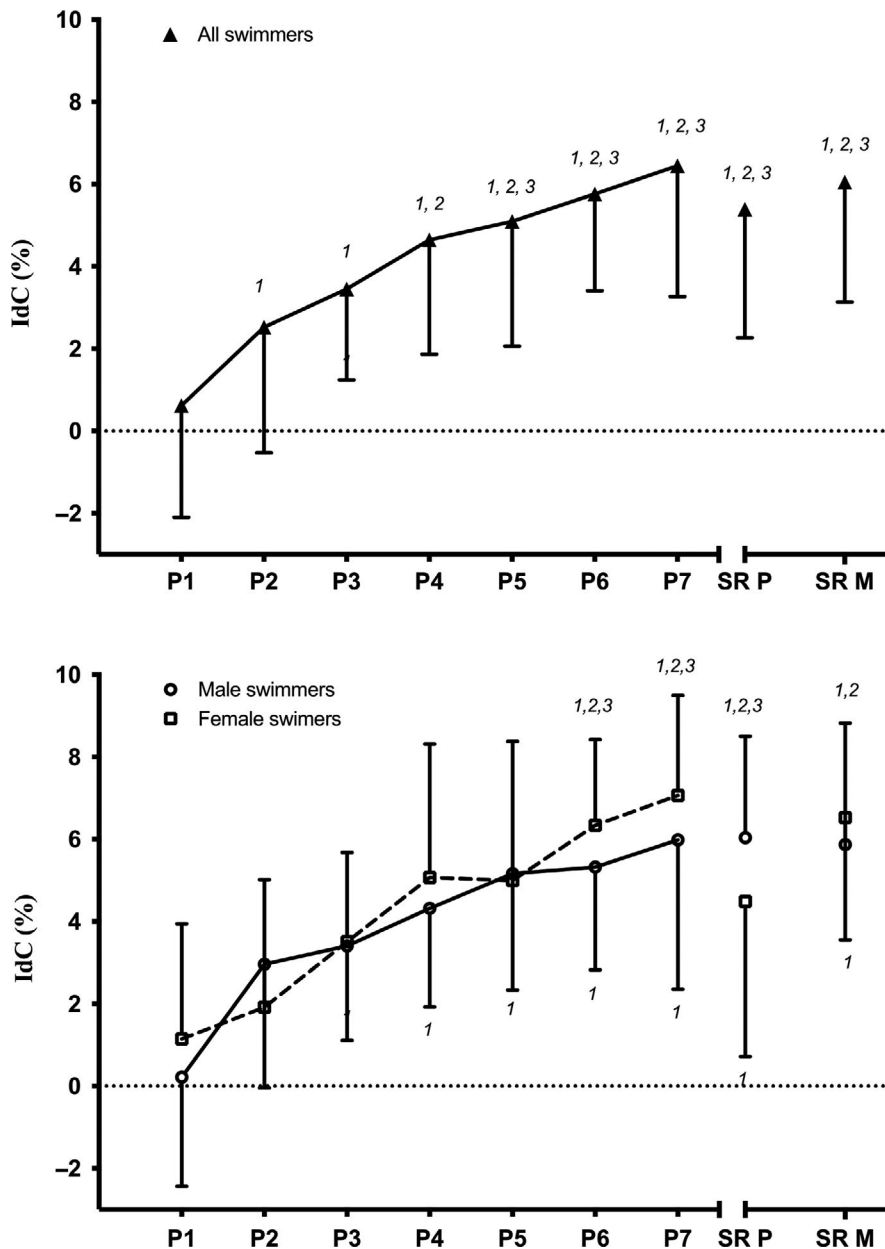 10
All swimmers
8
6
4
2
0
–2
IdC (%)
1
1
1
1, 2
1, 2, 3
1, 2, 3
1, 2, 3
1, 2, 3
1, 2, 3
P1 P2 P3 P4 P5 P6 P7 SR P SR M
10
Male swimmers
Female swimers
8
6
4
2
0
–2
IdC (%)
1,2,3
1,2,3
1,2,3
1,2
1
1
1
1
1
1
1
P1 P2 P3 P4 P5 P6 P7 SR P SR M